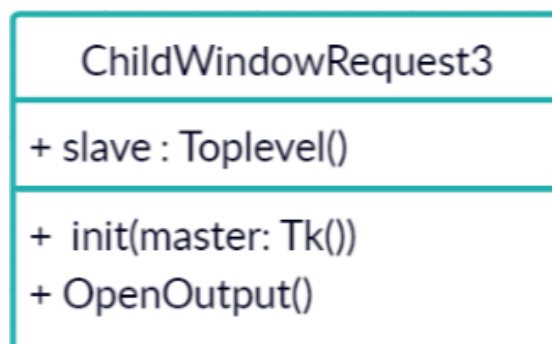 ChildWindowRequest3
+ slave : Toplevel()
+ init(master: Tk())
+ OpenOutput()